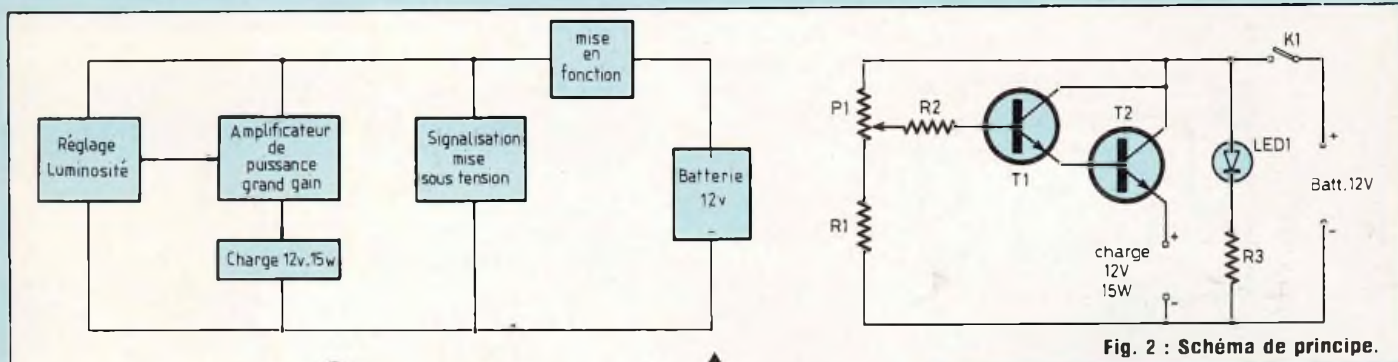 Réglage
Luminosité
Amplificateur
de
puissance
grand gain
Charge 12v, 15w
Signalisation
mise
sous tension
mise
en
fonction
Batterie
12v
-
P1
R2
R1
T1
T2
charge
12V
15W
+
-
LED1
R3
K1
+
Batt.12V
-
Fig. 2 : Schéma de principe.